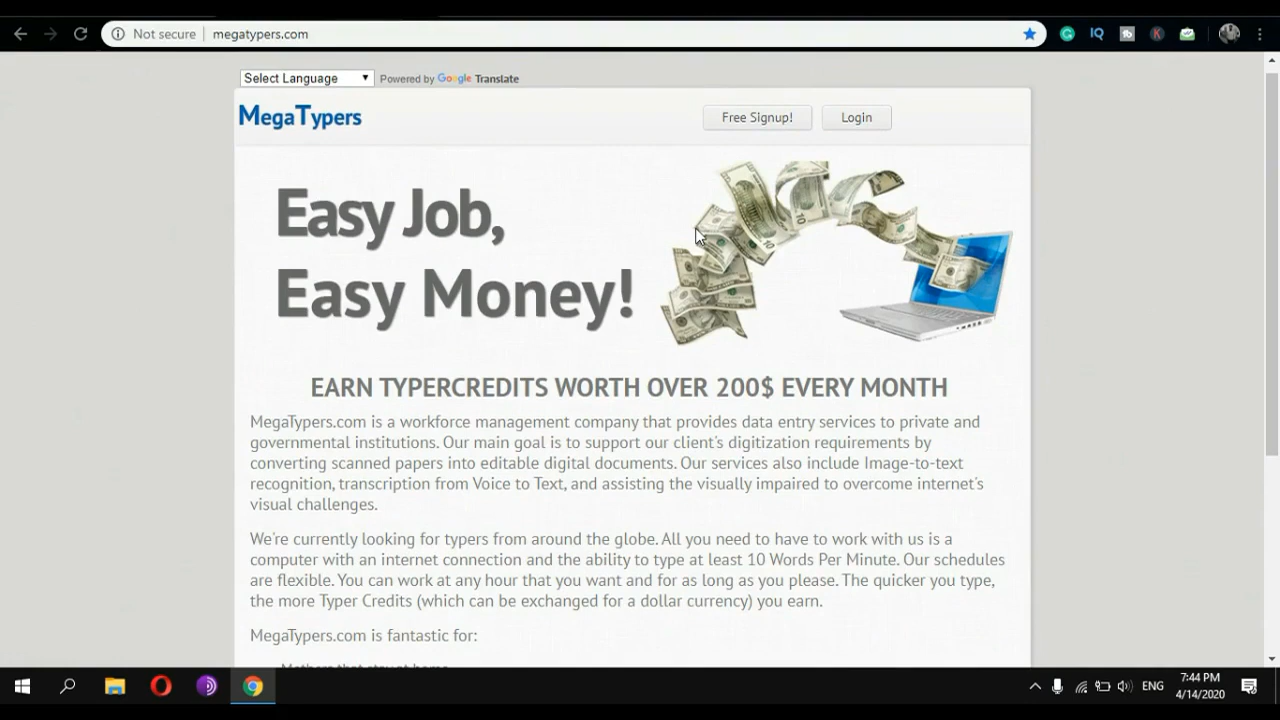 Not secure megatypers.com
Select Language Powered by Google Translate
MegaTypers Free Signup! Login
Easy Job,
Easy Money!
EARN TYPERCREDITS WORTH OVER 200$ EVERY MONTH
MegaTypers.com is a workforce management company that provides data entry services to private and
governmental institutions. Our main goal is to support our client's digitization requirements by
converting scanned papers into editable digital documents. Our services also include Image-to-text
recognition, transcription from Voice to Text, and assisting the visually impaired to overcome internet's
visual challenges.
We're currently looking for typers from around the globe. All you need to have to work with us is a
computer with an internet connection and the ability to type at least 10 Words Per Minute. Our schedules
are flexible. You can work at any hour that you want and for as long as you please. The quicker you type,
the more Typer Credits (which can be exchanged for a dollar currency) you earn.
MegaTypers.com is fantastic for:
ENG 7:44 PM
4/14/2020